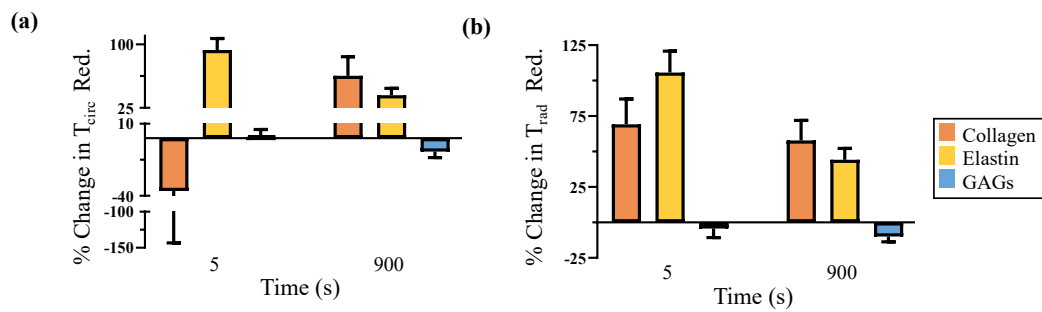 (a)
% Change in T_circ Red.
100
25
10
-40
-100
-150
5
900
Time (s)
(b)
% Change in T_rad Red.
125
75
25
-25
5
900
Time (s)
Collagen
Elastin
GAGs